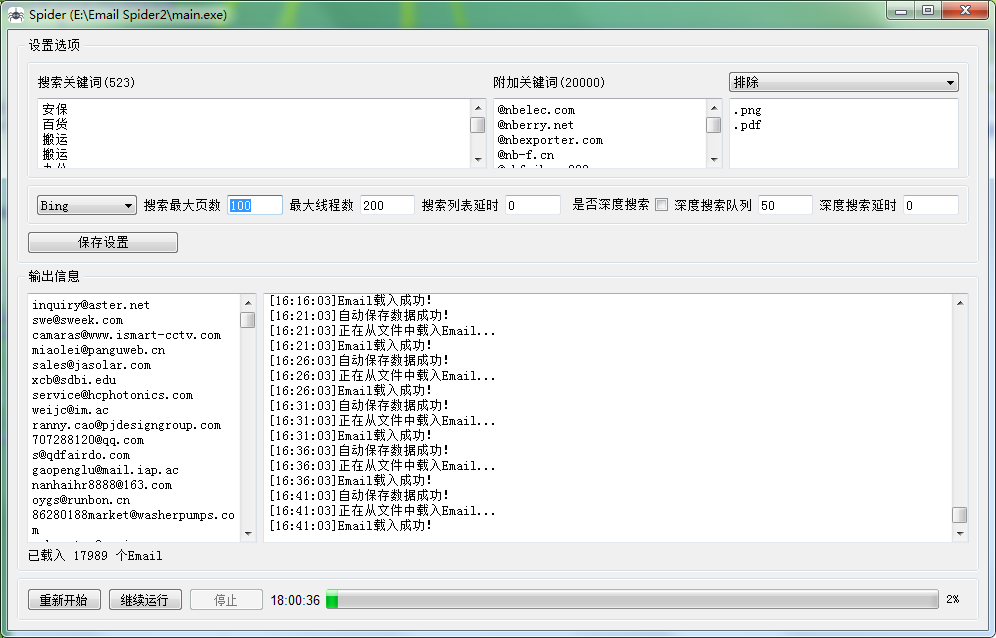 Spider (E:\Email Spider2\main.exe)
设置选项
搜索关键词(523)
附加关键词(20000)
排除
安保
百货
搬运
搬运
@nbelec.com
@nberry.net
@nbexporter.com
@nb-f.cn
.png
.pdf
Bing 搜索最大页数 100 最大线程数 200 搜索列表延时 0 是否深度搜索 深度搜索队列 50 深度搜索延时 0
保存设置
输出信息
inquiry@aster.net
swe@sweek.com
camaras@www.ismart-cctv.com
miaolei@panguweb.cn
sales@jasolar.com
xcb@sdbi.edu
service@hcphotonics.com
weijc@im.ac
ranny.cao@pjdesigngroup.com
707288120@qq.com
s@qdfairdo.com
gaopenglu@mail.iap.ac
nanhaihr8888@163.com
oygs@runbon.cn
86280188market@washerpumps.co
m
[16:16:03]Email载入成功!
[16:21:03]自动保存数据成功!
[16:21:03]正在从文件中载入Email...
[16:21:03]Email载入成功!
[16:26:03]自动保存数据成功!
[16:26:03]正在从文件中载入Email...
[16:26:03]Email载入成功!
[16:31:03]自动保存数据成功!
[16:31:03]正在从文件中载入Email...
[16:31:03]Email载入成功!
[16:36:03]自动保存数据成功!
[16:36:03]正在从文件中载入Email...
[16:36:03]Email载入成功!
[16:41:03]自动保存数据成功!
[16:41:03]正在从文件中载入Email...
[16:41:03]Email载入成功!
已载入 17989 个Email
重新开始 继续运行 停止 18:00:36 2%